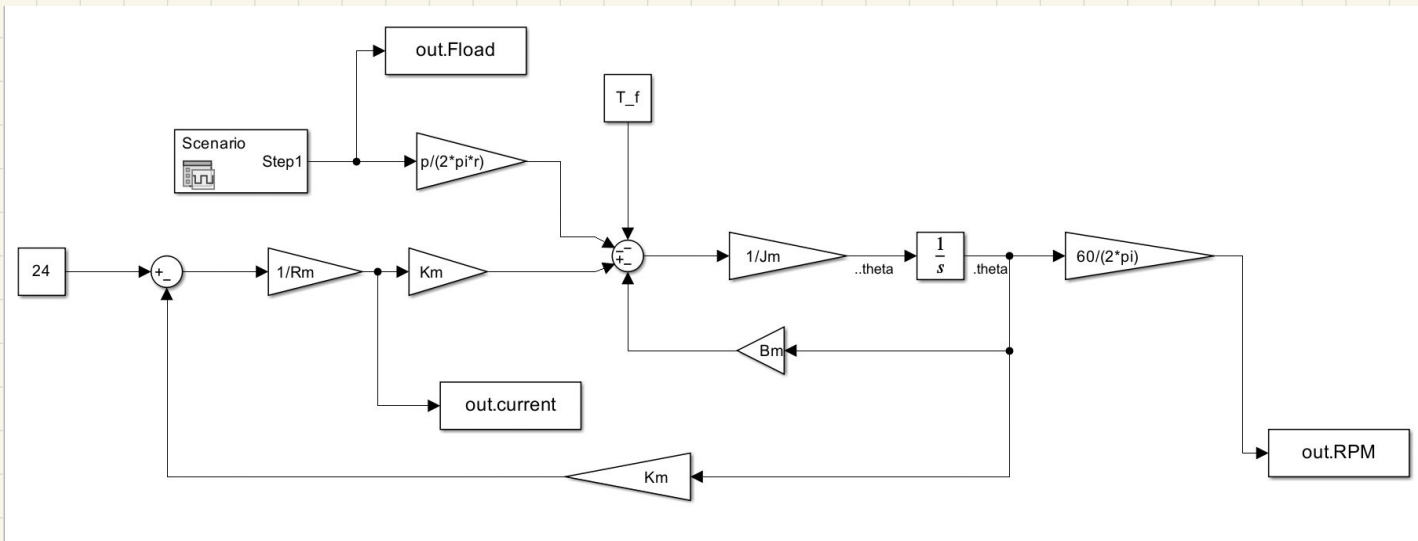 out.Fload
T_f
Scenario
Step1
p/(2*pi*r)
24
+
-
1/Rm
Km
-
-
+
-
1/Jm
..theta
1
s
.theta
60/(2*pi)
Bm
out.current
Km
out.RPM